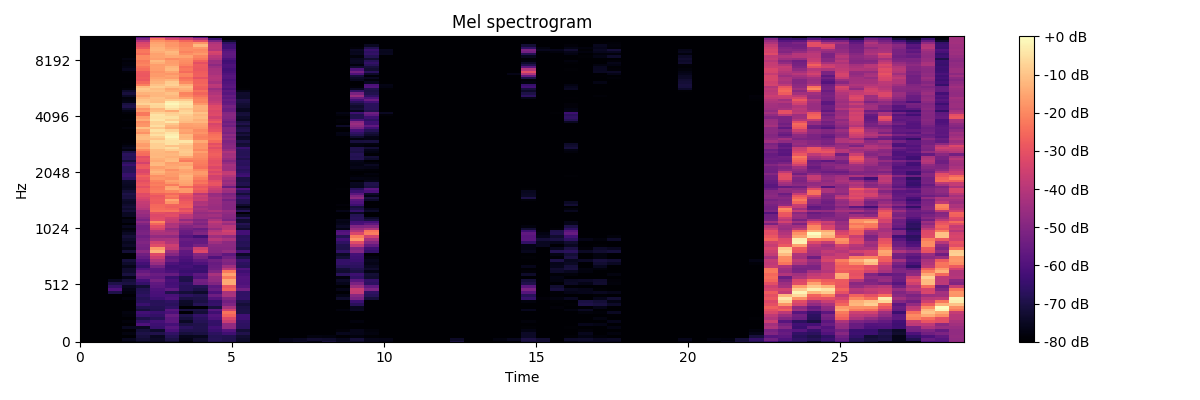 Mel spectrogram
8192
4096
2048
1024
512
0
Hz
0 5 10 15 20 25
Time
+0 dB
-10 dB
-20 dB
-30 dB
-40 dB
-50 dB
-60 dB
-70 dB
-80 dB